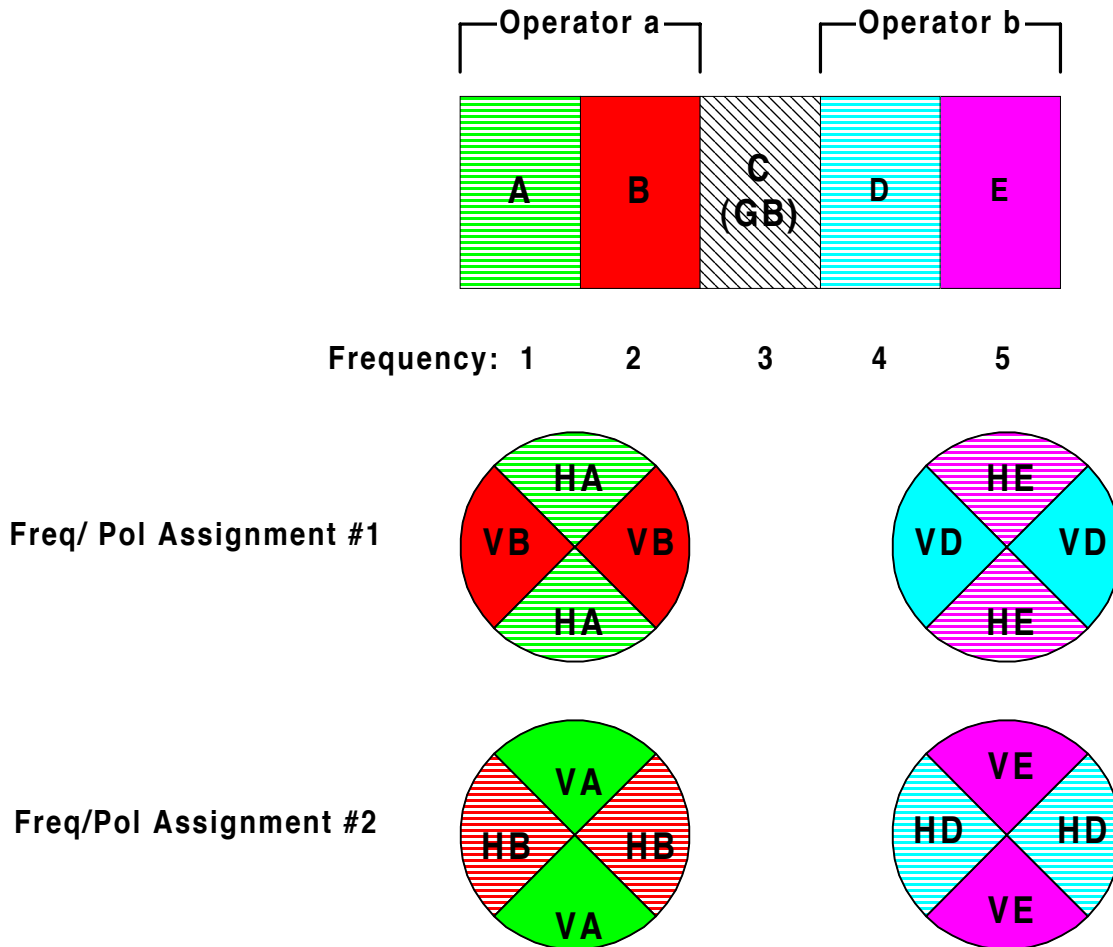 Operator a Operator b
A B C (GB) D E
Frequency: 1 2 3 4 5
HA HE
Freq/ Pol Assignment #1 VB VB VD VD
HA HE
VA VE
Freq/Pol Assignment #2 HB HB HD HD
VA VE